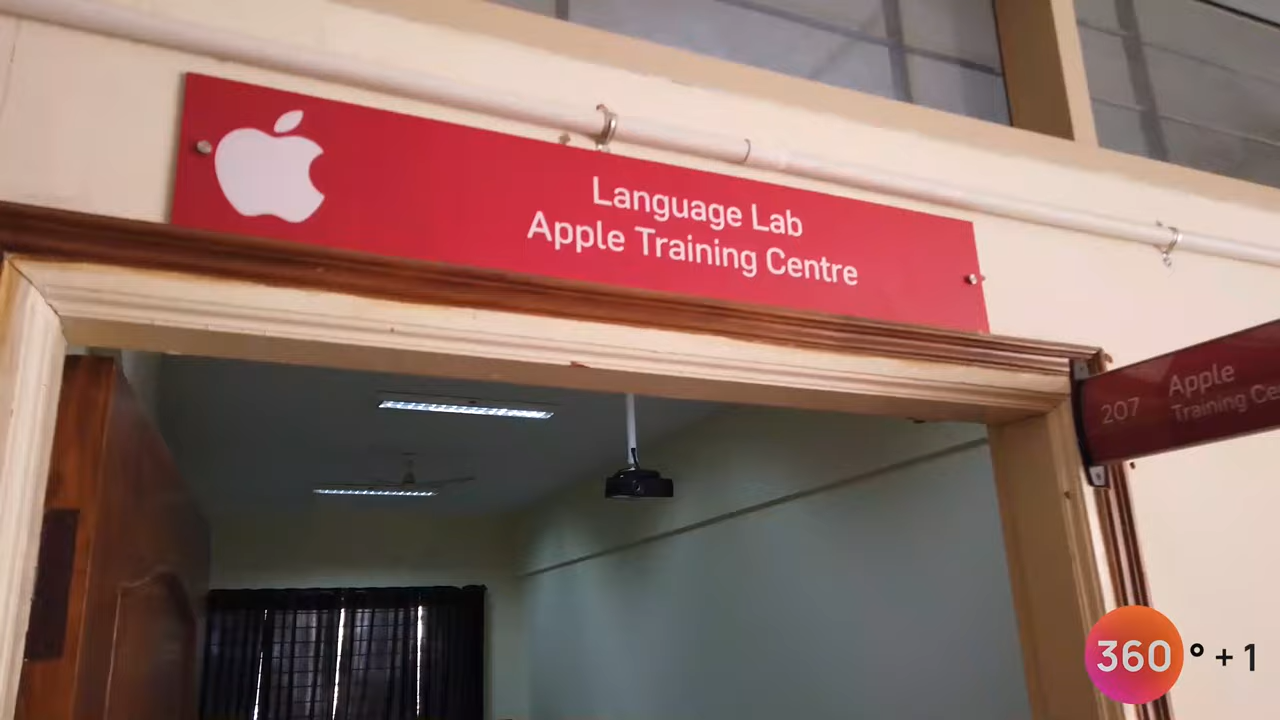 Language Lab
Apple Training Centre
207
Apple
Training Ce
360 ° + 1